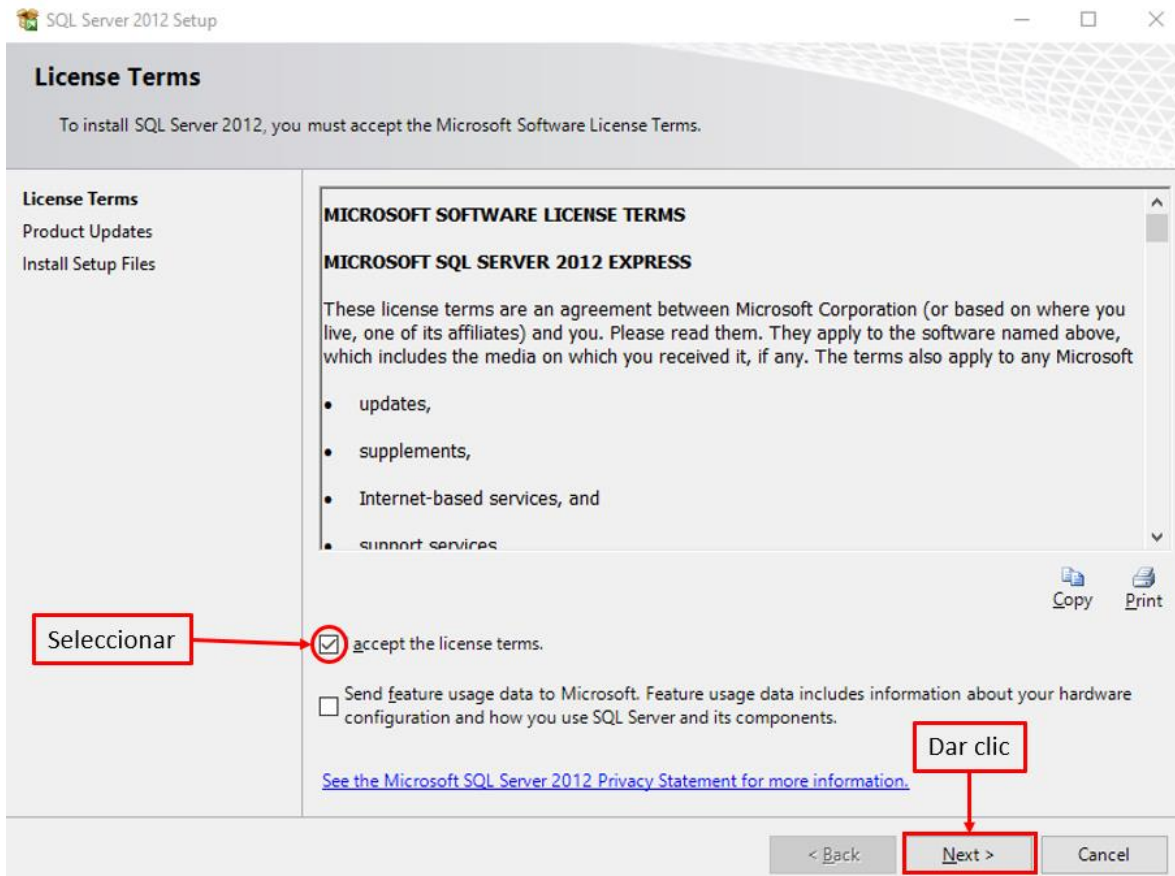 SQL Server 2012 Setup
License Terms
To install SQL Server 2012, you must accept the Microsoft Software License Terms.
License Terms
Product Updates
Install Setup Files
MICROSOFT SOFTWARE LICENSE TERMS
MICROSOFT SQL SERVER 2012 EXPRESS
These license terms are an agreement between Microsoft Corporation (or based on where you
live, one of its affiliates) and you. Please read them. They apply to the software named above,
which includes the media on which you received it, if any. The terms also apply to any Microsoft
• updates,
• supplements,
• Internet-based services, and
• support services
Copy Print
Seleccionar
accept the license terms.
Send feature usage data to Microsoft. Feature usage data includes information about your hardware
configuration and how you use SQL Server and its components.
Dar clic
See the Microsoft SQL Server 2012 Privacy Statement for more information.
< Back Next > Cancel